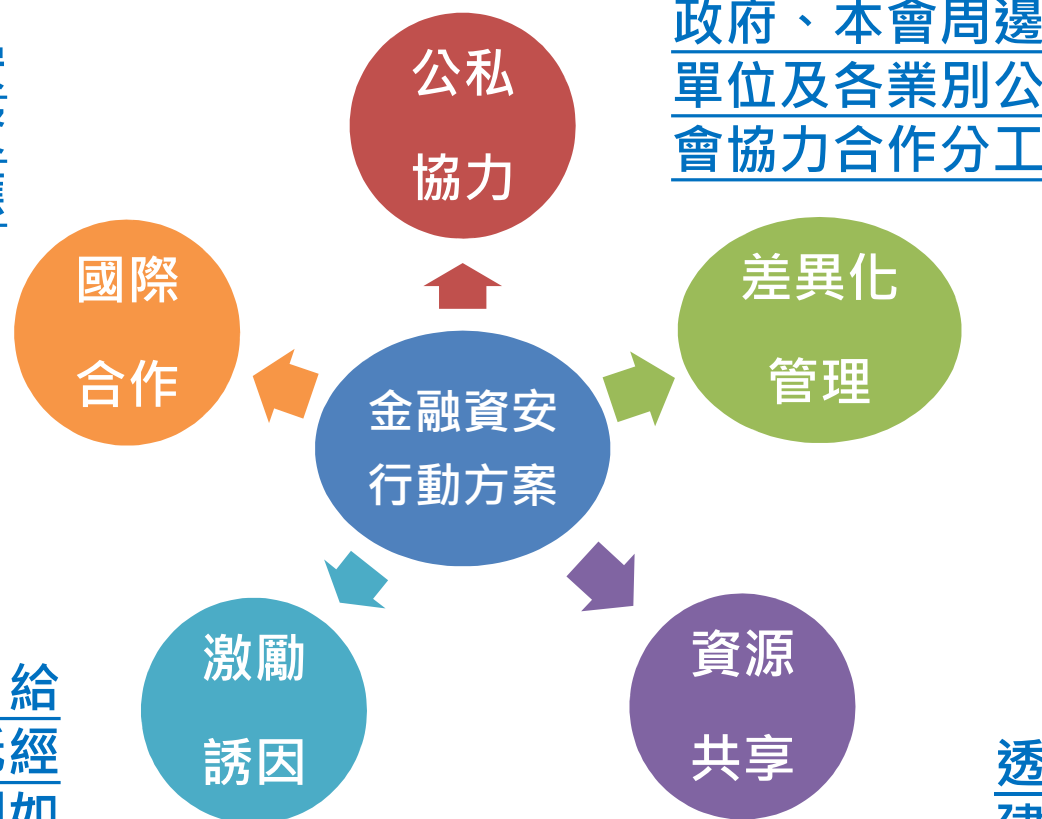 公私
協力
政府、本會周邊
單位及各業別公
會協力合作分工
國際
合作
差異化
管理
金融資安
行動方案
激勵
誘因
資源
共享
給
經
如
透
建